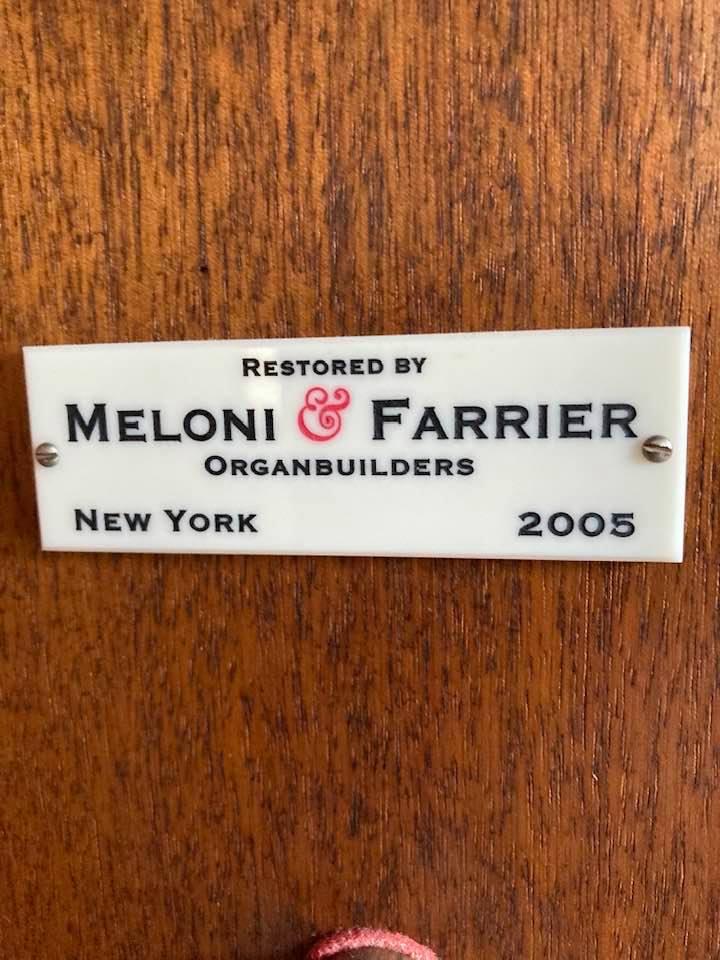 Restored by
Meloni & Farrier
Organbuilders
New York 2005